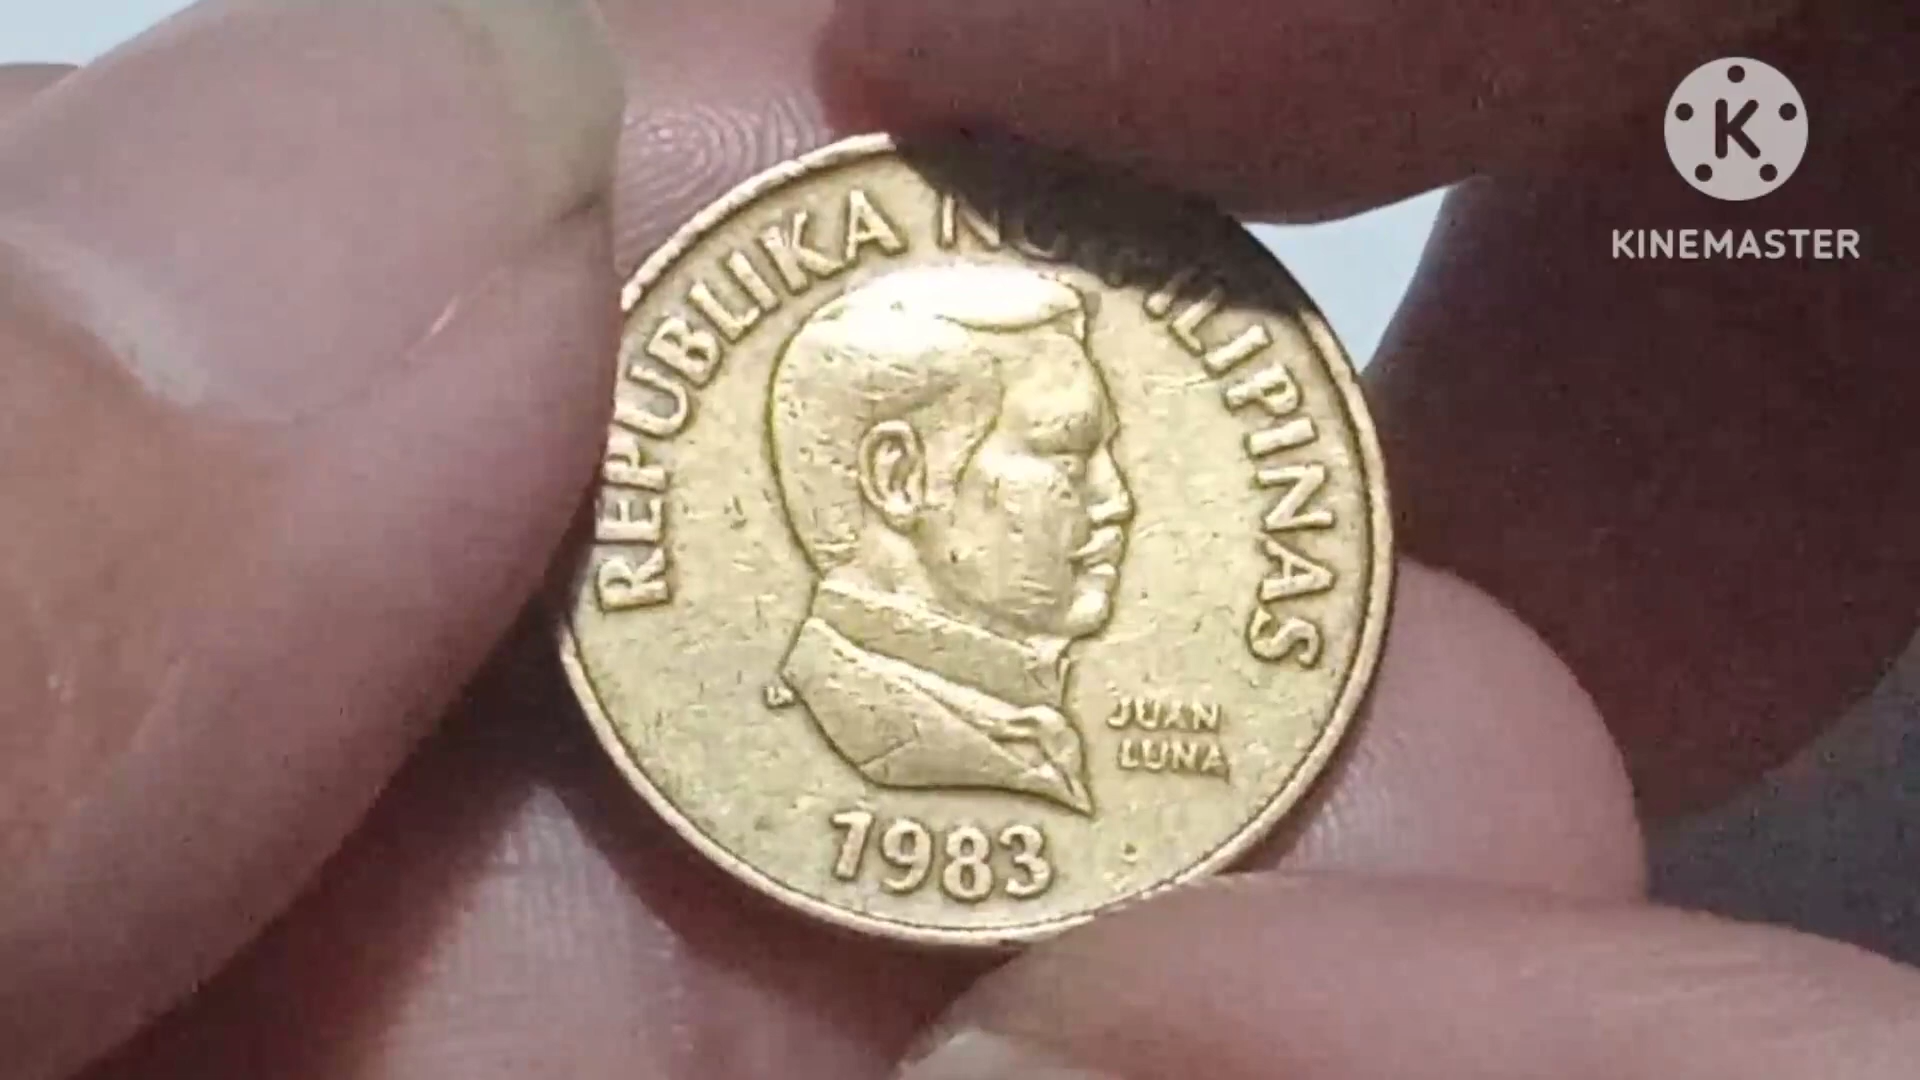 REPUBLIKA NG PILIPINAS
JUAN
LUNA
1983
K
KINEMASTER